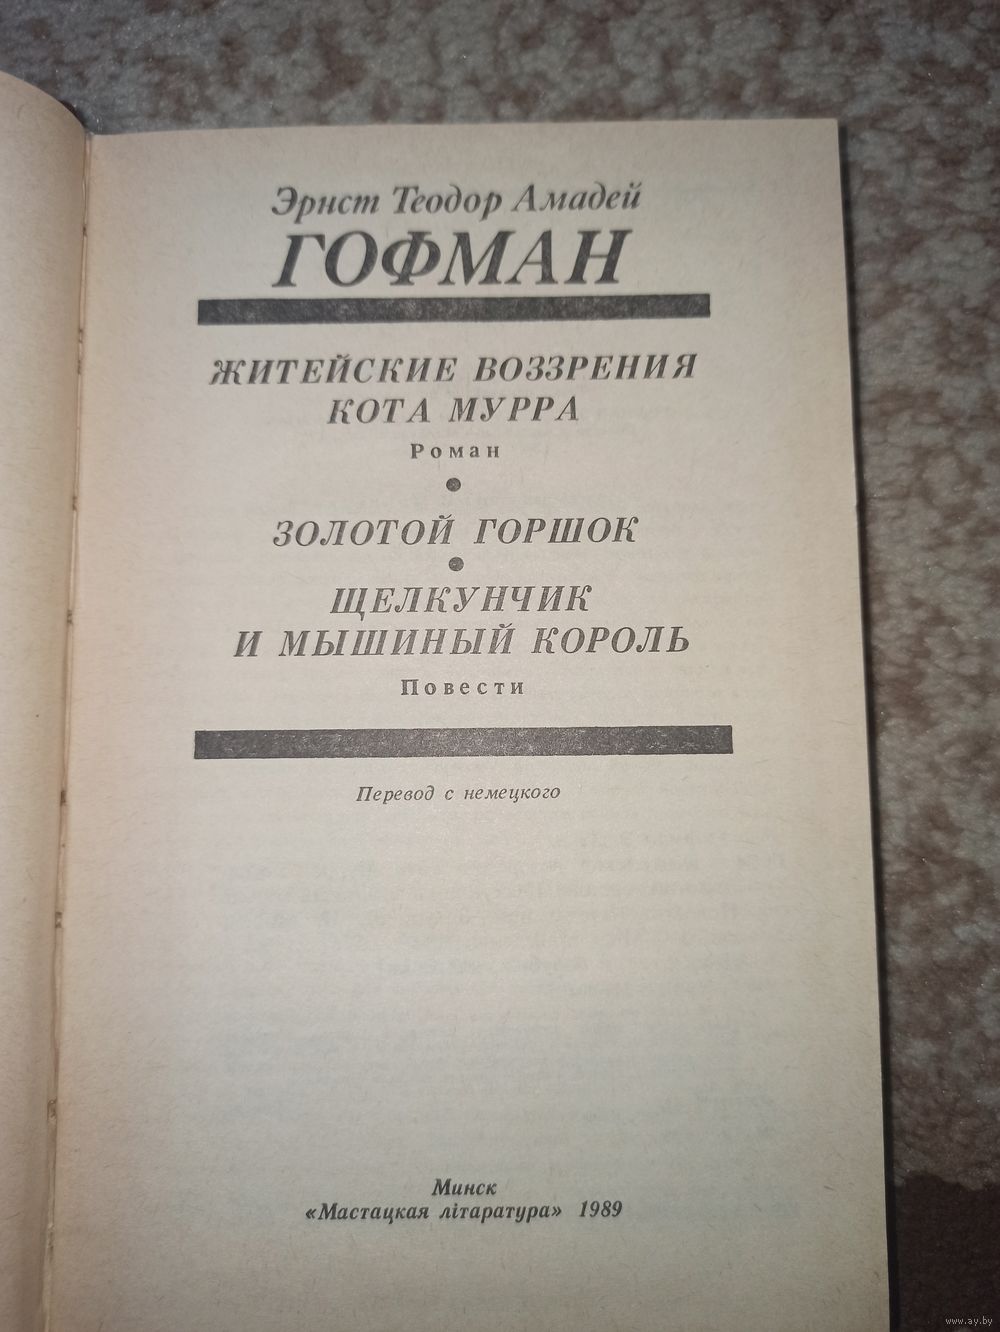 Эрнст Теодор Амадей
ГОФМАН
ЖИТЕЙСКИЕ ВОЗЗРЕНИЯ
КОТА МУРРА
Роман
•
ЗОЛОТОЙ ГОРШОК
•
ЩЕЛКУНЧИК
И МЫШИНЫЙ КОРОЛЬ
Повести
Перевод с немецкого
Минск
«Мастацкая літаратура» 1989
www.ay.by